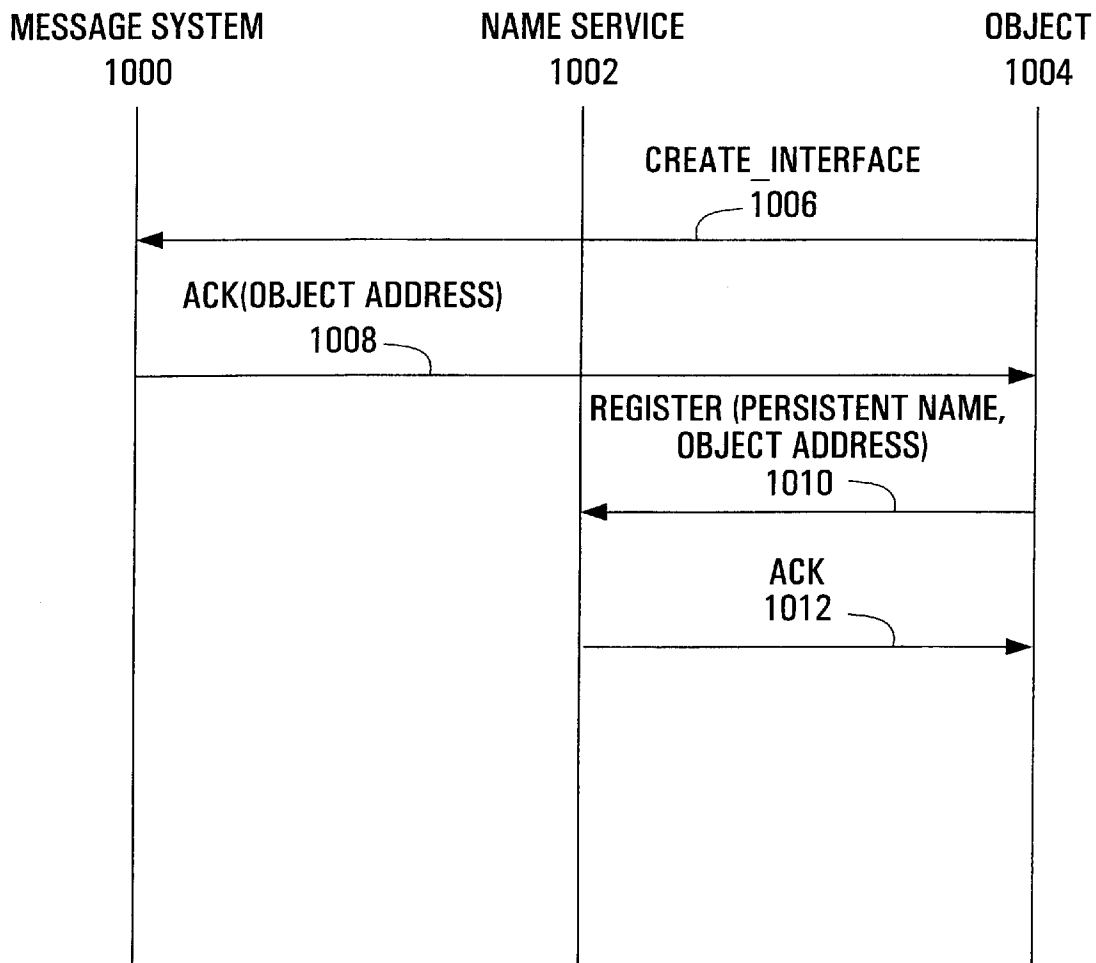 MESSAGE SYSTEM
1000
NAME SERVICE
1002
OBJECT
1004
CREATE_INTERFACE
1006
ACK(OBJECT ADDRESS)
1008
REGISTER (PERSISTENT NAME,
OBJECT ADDRESS)
1010
ACK
1012